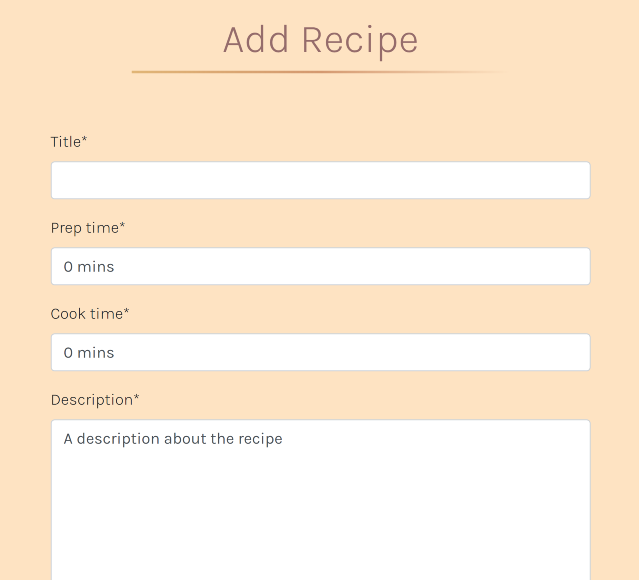 Add Recipe
Title*
Prep time*
0 mins
Cook time*
0 mins
Description*
A description about the recipe